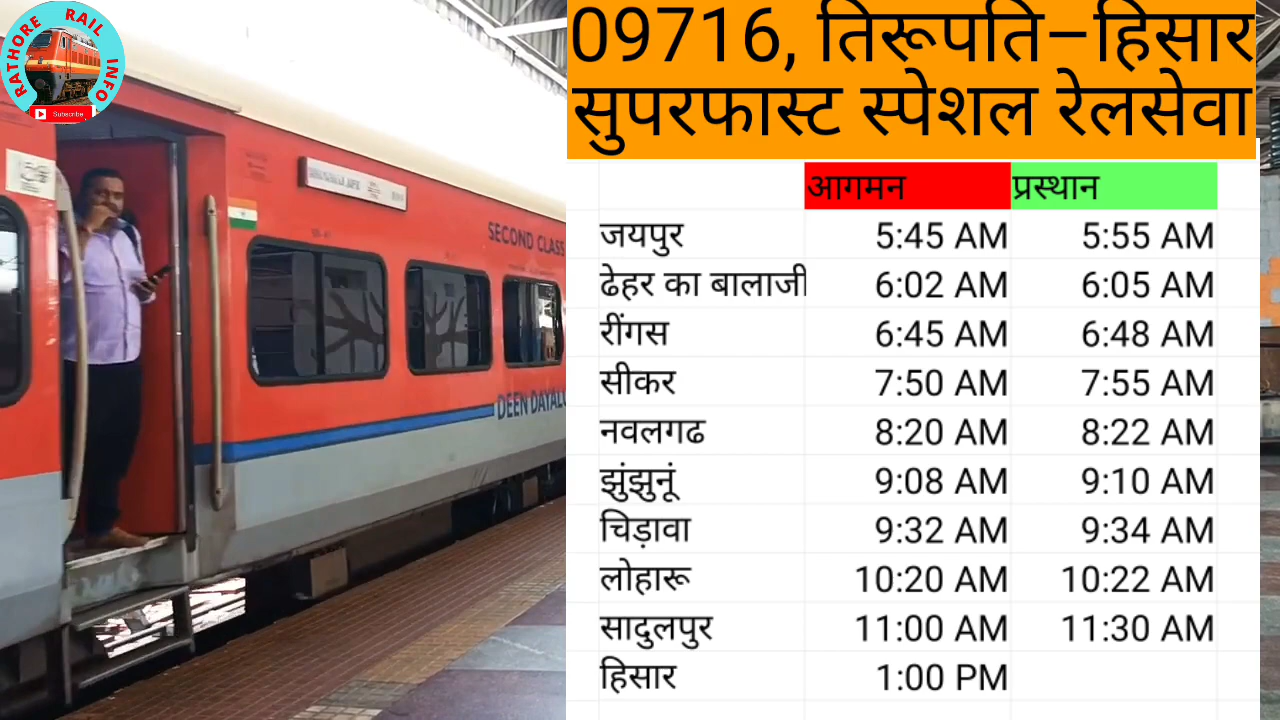 RATHORE RAIL INFO
Subscribe
SECOND CLASS
DEEN DAYALU
09716, तिरूपति–हिसार
सुपरफास्ट स्पेशल रेलसेवा
आगमन प्रस्थान
जयपुर 5:45 AM 5:55 AM
ढेहर का बालाजी 6:02 AM 6:05 AM
रींगस 6:45 AM 6:48 AM
सीकर 7:50 AM 7:55 AM
नवलगढ 8:20 AM 8:22 AM
झुंझुनूं 9:08 AM 9:10 AM
चिड़ावा 9:32 AM 9:34 AM
लोहारू 10:20 AM 10:22 AM
सादुलपुर 11:00 AM 11:30 AM
हिसार 1:00 PM